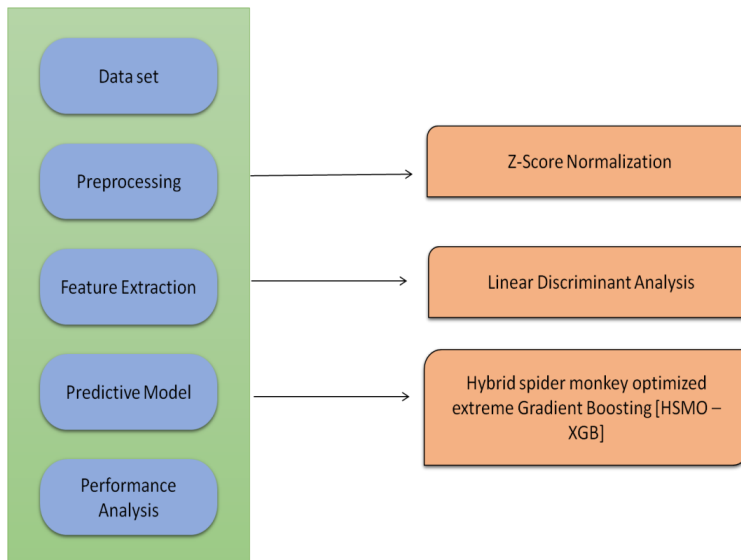 Data set
Preprocessing
Z-Score Normalization
Feature Extraction
Linear Discriminant Analysis
Predictive Model
Hybrid spider monkey optimized
extreme Gradient Boosting [HSMO –
XGB]
Performance
Analysis